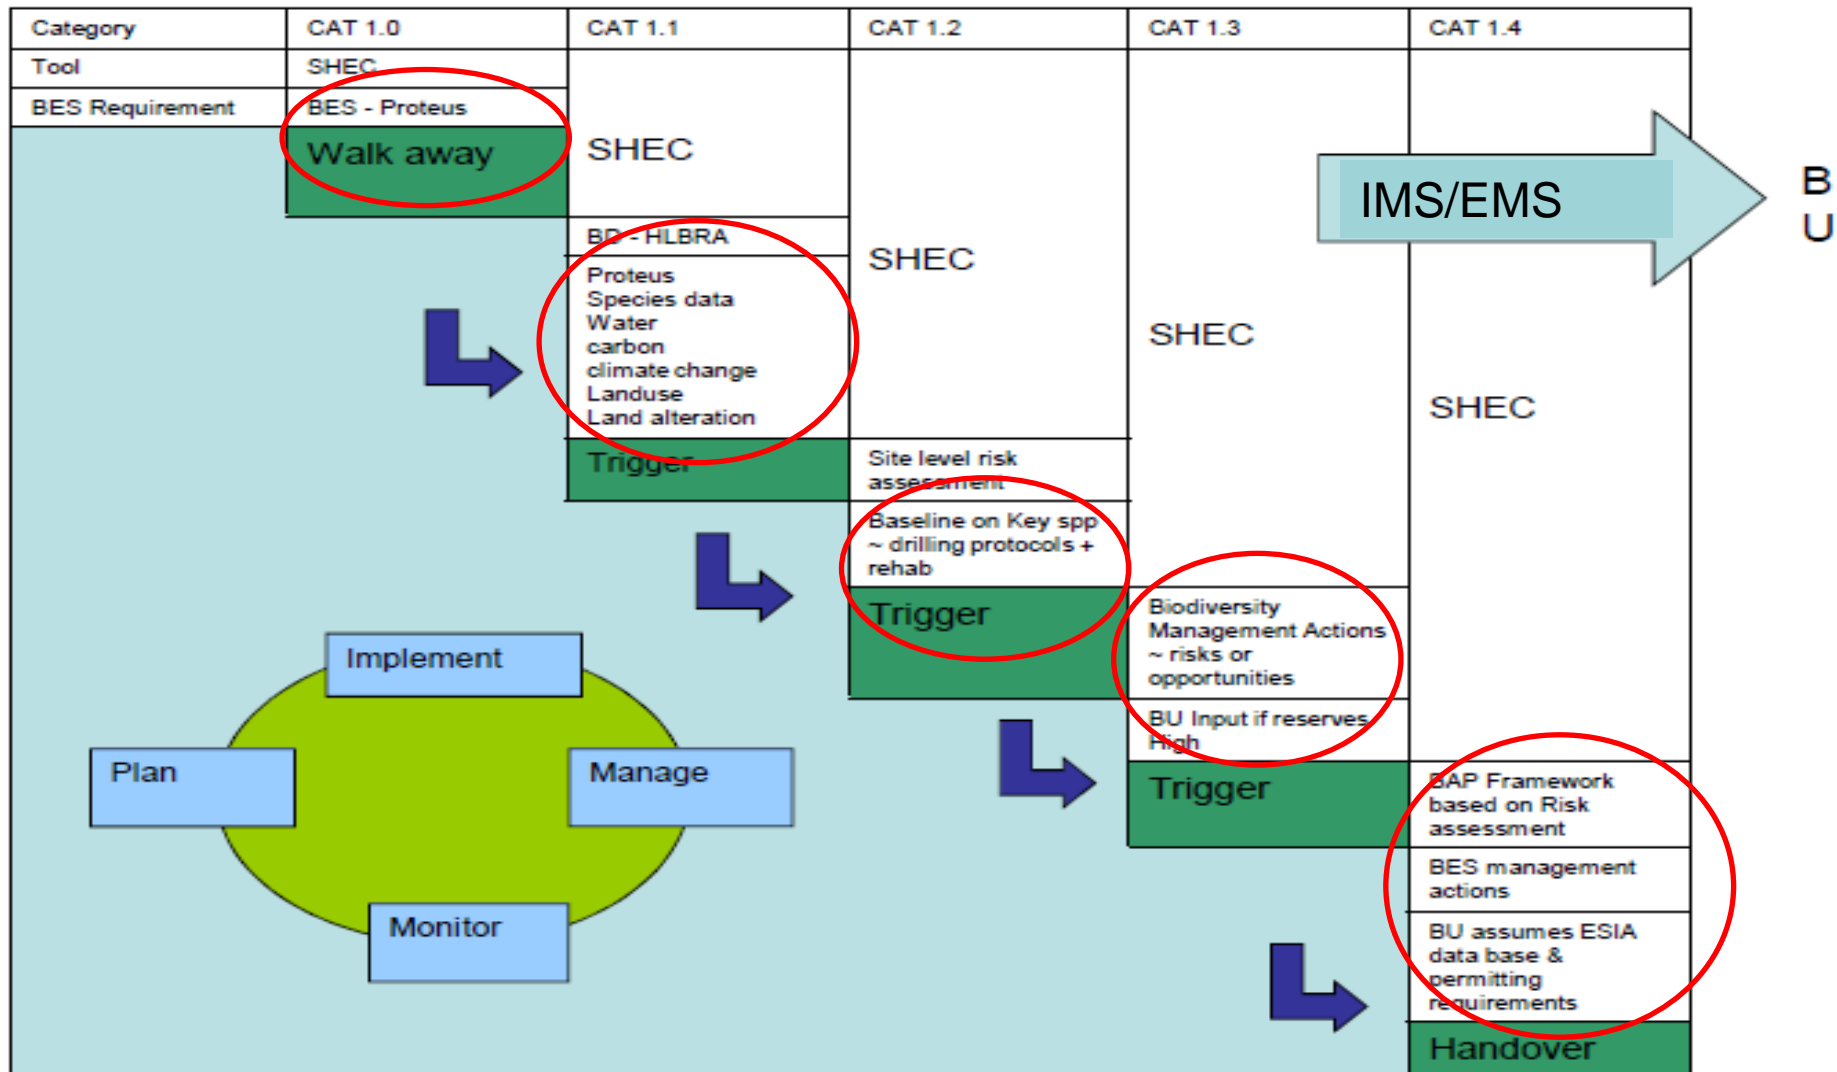 Category
CAT 1.0
CAT 1.1
CAT 1.2
CAT 1.3
CAT 1.4
Tool
SHEC
BES Requirement
BES - Proteus
Walk away
SHEC
BD - HLBRA
Proteus
Species data
Water
carbon
climate change
Landuse
Land alteration
Trigger
SHEC
Site level risk
assessment
Baseline on Key spp
~ drilling protocols +
rehab
Trigger
SHEC
Biodiversity
Management Actions
~ risks or
opportunities
BU Input if reserves
High
Trigger
SHEC
BAP Framework
based on Risk
assessment
BES management
actions
BU assumes ESIA
data base &
permitting
requirements
Handover
IMS/EMS
B
U
Implement
Plan
Manage
Monitor